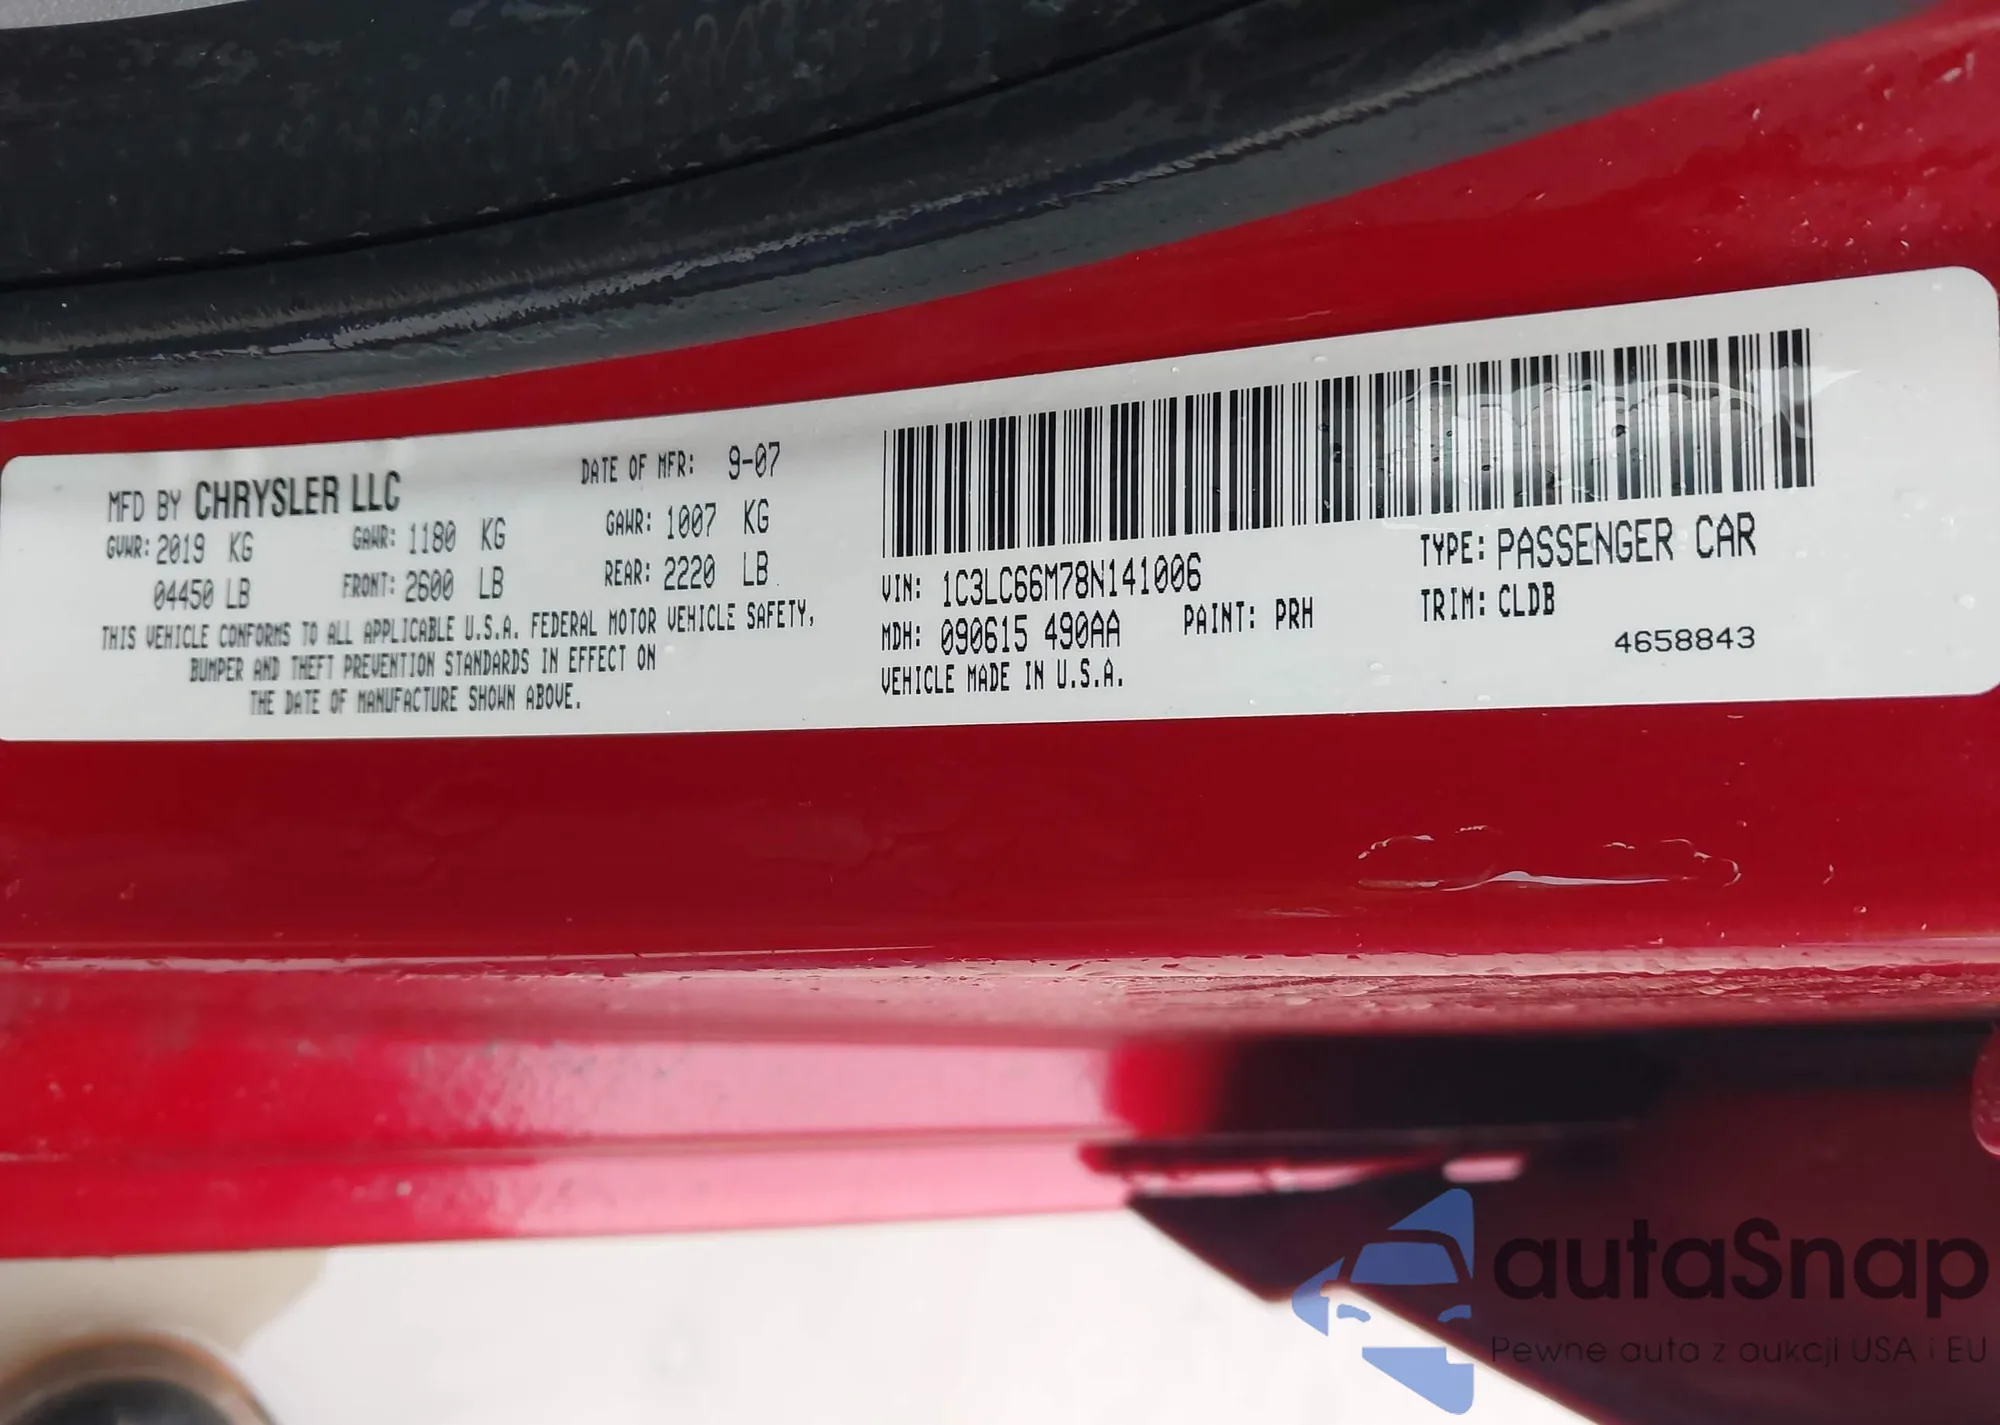 MFD BY CHRYSLER LLC
DATE OF MFR: 9-07
GVWR: 2019 KG
GAWR: 1180 KG
GAWR: 1007 KG
04450 LB
FRONT: 2600 LB
REAR: 2220 LB
THIS VEHICLE CONFORMS TO ALL APPLICABLE U.S.A. FEDERAL MOTOR VEHICLE SAFETY,
BUMPER AND THEFT PREVENTION STANDARDS IN EFFECT ON
THE DATE OF MANUFACTURE SHOWN ABOVE.
VIN: 1C3LC66M78N141006
TYPE: PASSENGER CAR
MDH: 090615 490AA
PAINT: PRH
TRIM: CLDB
VEHICLE MADE IN U.S.A.
4658843
autaSnap
Pewne auta z aukcji USA i EU